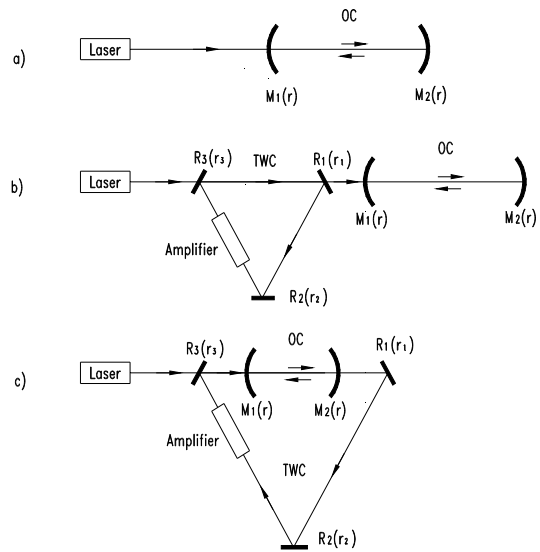 a)
Laser
OC
M1(r)
M2(r)
b)
Laser
R3(r3)
TWC
R1(r1)
OC
M1(r)
M2(r)
Amplifier
R2(r2)
c)
Laser
R3(r3)
OC
R1(r1)
M1(r)
M2(r)
Amplifier
TWC
R2(r2)